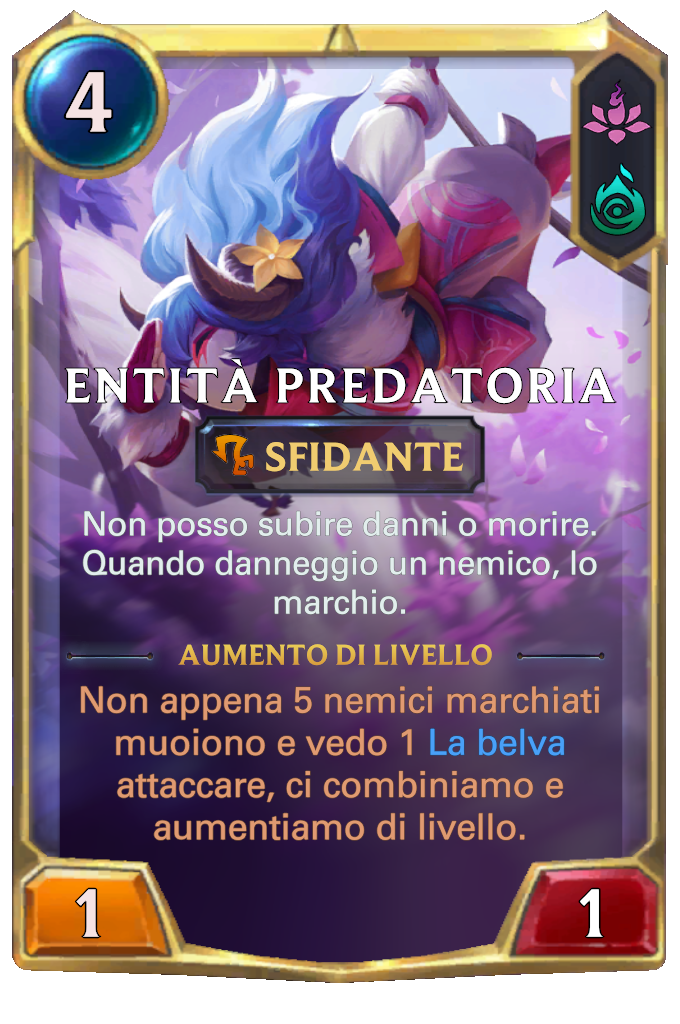 4
ENTITÀ PREDATORIA
SFIDANTE
Non posso subire danni o morire.
Quando danneggio un nemico, lo
marchio.
AUMENTO DI LIVELLO
Non appena 5 nemici marchiati
muoiono e vedo 1 La belva
attaccare, ci combiniamo e
aumentiamo di livello.
1
1